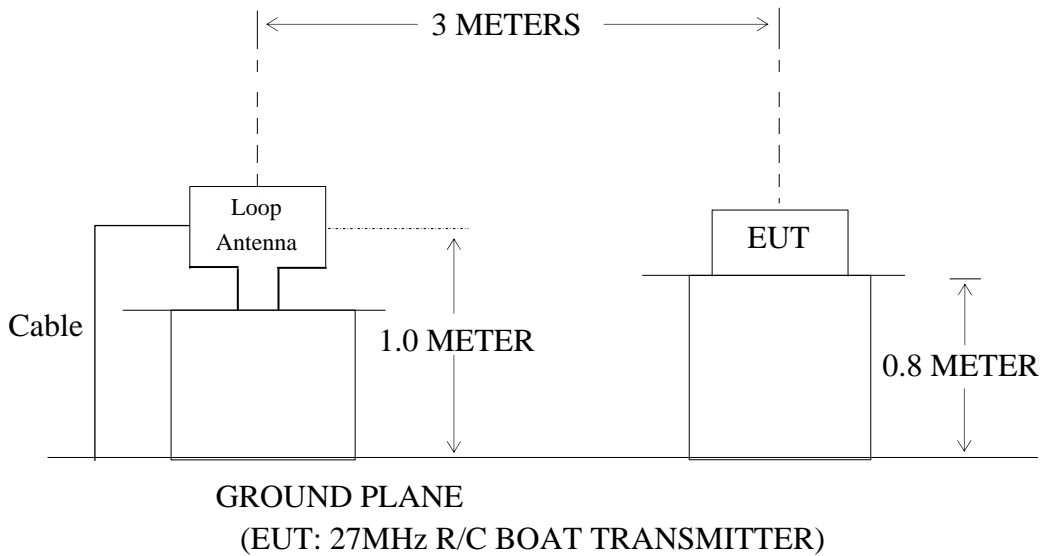 3 METERS
Loop
Antenna
EUT
Cable
1.0 METER
0.8 METER
GROUND PLANE
(EUT: 27MHz R/C BOAT TRANSMITTER)